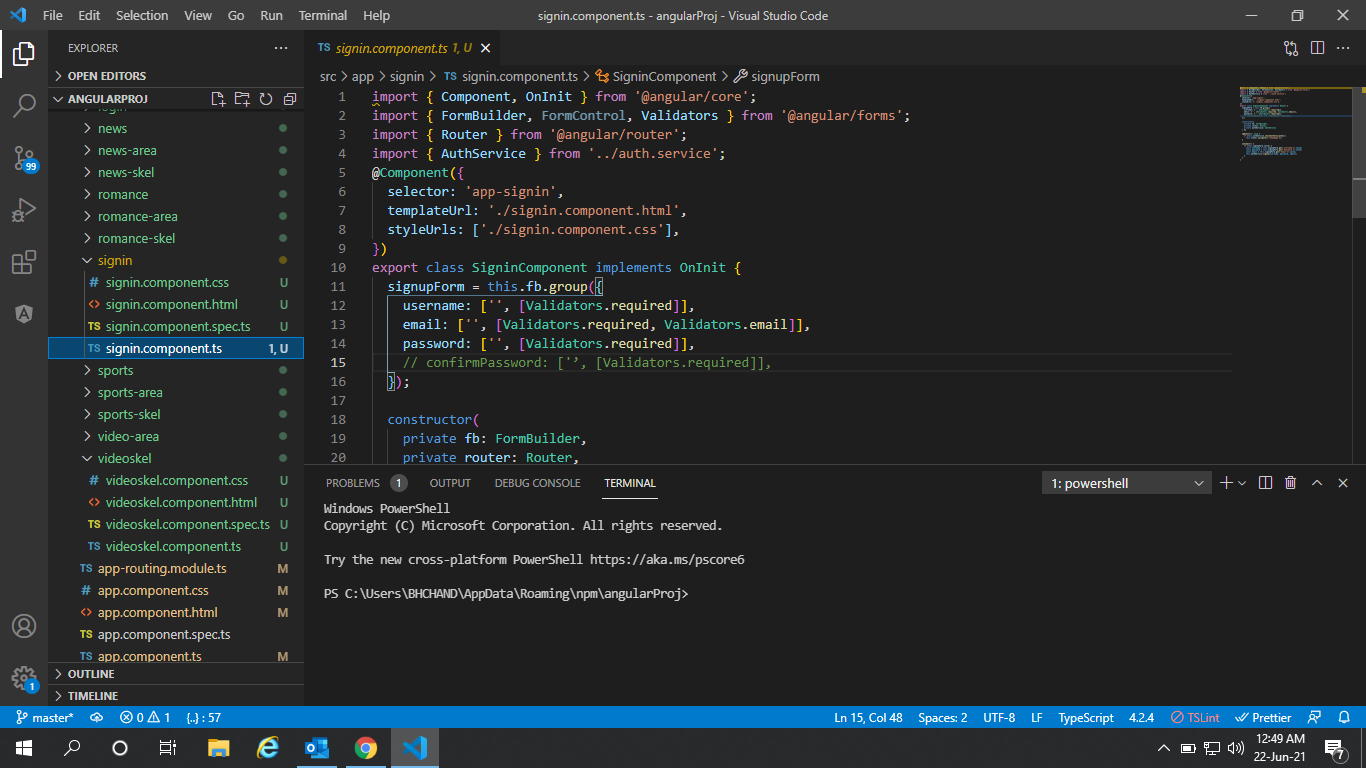 File Edit Selection View Go Run Terminal Help
signin.component.ts - angularProj - Visual Studio Code
EXPLORER
OPEN EDITORS
ANGULARPROJ
login
news
news-area
news-skel
romance
romance-area
romance-skel
signin
# signin.component.css U
<> signin.component.html U
TS signin.component.spec.ts U
TS signin.component.ts 1, U
sports
sports-area
sports-skel
video-area
videoskel
# videoskel.component.css U
<> videoskel.component.html U
TS videoskel.component.spec.ts U
TS videoskel.component.ts U
TS app-routing.module.ts M
# app.component.css M
<> app.component.html M
TS app.component.spec.ts
TS app.component.ts M
OUTLINE
TIMELINE
99
1
TS signin.component.ts 1, U
src > app > signin > TS signin.component.ts > SigninComponent > signupForm
1 import { Component, OnInit } from '@angular/core';
2 import { FormBuilder, FormControl, Validators } from '@angular/forms';
3 import { Router } from '@angular/router';
4 import { AuthService } from '../auth.service';
5 @Component({
6 selector: 'app-signin',
7 templateUrl: './signin.component.html',
8 styleUrls: ['./signin.component.css'],
9 })
10 export class SigninComponent implements OnInit {
11 signupForm = this.fb.group({
12 username: ['', [Validators.required]],
13 email: ['', [Validators.required, Validators.email]],
14 password: ['', [Validators.required]],
15 // confirmPassword: ['’, [Validators.required]],
16 });
17
18 constructor(
19 private fb: FormBuilder,
20 private router: Router,
PROBLEMS 1 OUTPUT DEBUG CONSOLE TERMINAL
1: powershell
Windows PowerShell
Copyright (C) Microsoft Corporation. All rights reserved.
Try the new cross-platform PowerShell https://aka.ms/pscore6
PS C:\Users\BHCHAND\AppData\Roaming\npm\angularProj>
master* 0 1 {..} : 57
Ln 15, Col 48 Spaces: 2 UTF-8 LF TypeScript 4.2.4 TSLint Prettier
12:49 AM
22-Jun-21
7